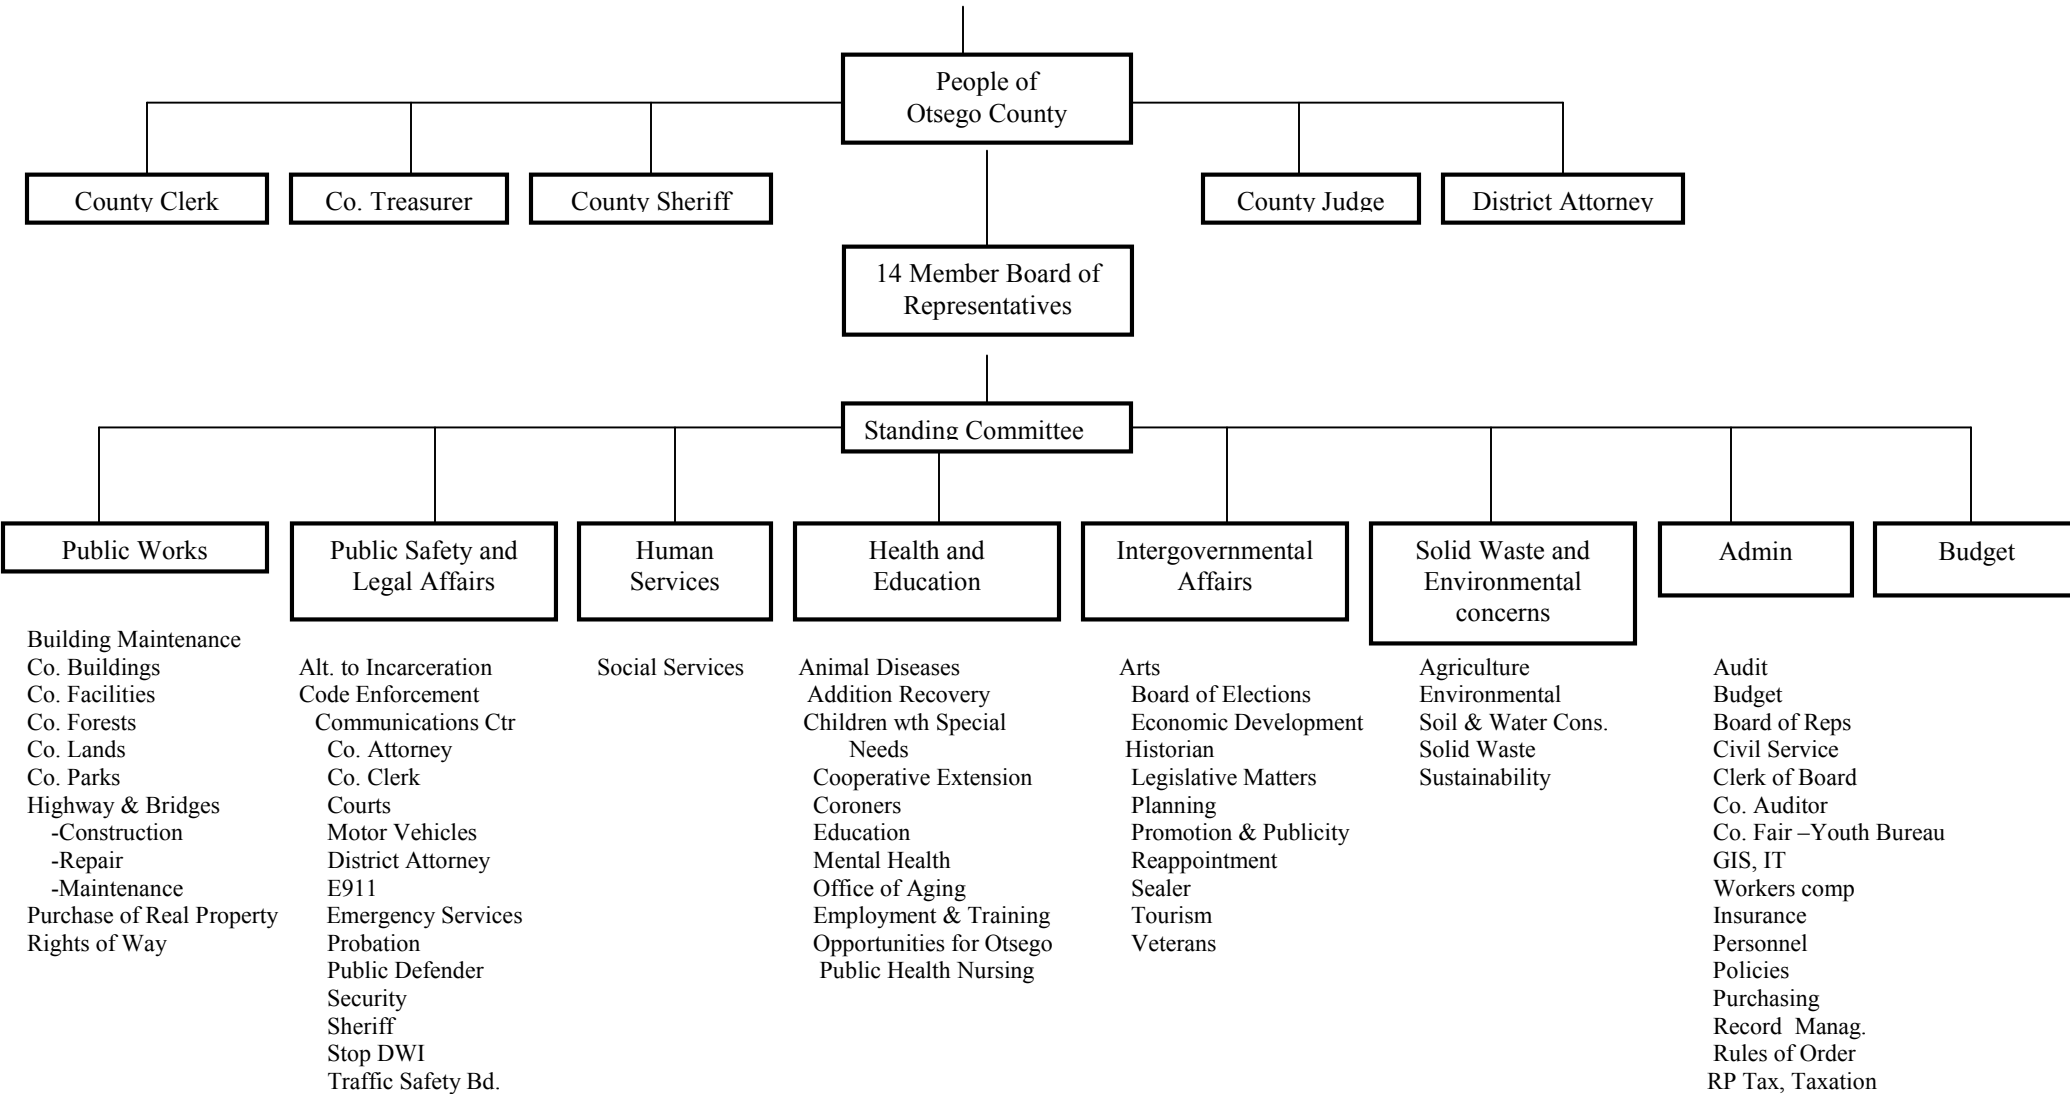 People of
Otsego County
County Clerk
Co. Treasurer
County Sheriff
County Judge
District Attorney
14 Member Board of
Representatives
Standing Committee
Public Works
Building Maintenance
Co. Buildings
Co. Facilities
Co. Forests
Co. Lands
Co. Parks
Highway & Bridges
-Construction
-Repair
-Maintenance
Purchase of Real Property
Rights of Way
Public Safety and
Legal Affairs
Alt. to Incarceration
Code Enforcement
Communications Ctr
Co. Attorney
Co. Clerk
Courts
Motor Vehicles
District Attorney
E911
Emergency Services
Probation
Public Defender
Security
Sheriff
Stop DWI
Traffic Safety Bd.
Human
Services
Social Services
Health and
Education
Animal Diseases
Addition Recovery
Children wth Special
Needs
Cooperative Extension
Coroners
Education
Mental Health
Office of Aging
Employment & Training
Opportunities for Otsego
Public Health Nursing
Intergovernmental
Affairs
Arts
Board of Elections
Economic Development
Historian
Legislative Matters
Planning
Promotion & Publicity
Reappointment
Sealer
Tourism
Veterans
Solid Waste and
Environmental
concerns
Agriculture
Environmental
Soil & Water Cons.
Solid Waste
Sustainability
Admin
Audit
Budget
Board of Reps
Civil Service
Clerk of Board
Co. Auditor
Co. Fair –Youth Bureau
GIS, IT
Workers comp
Insurance
Personnel
Policies
Purchasing
Record Manag.
Rules of Order
RP Tax, Taxation
Budget